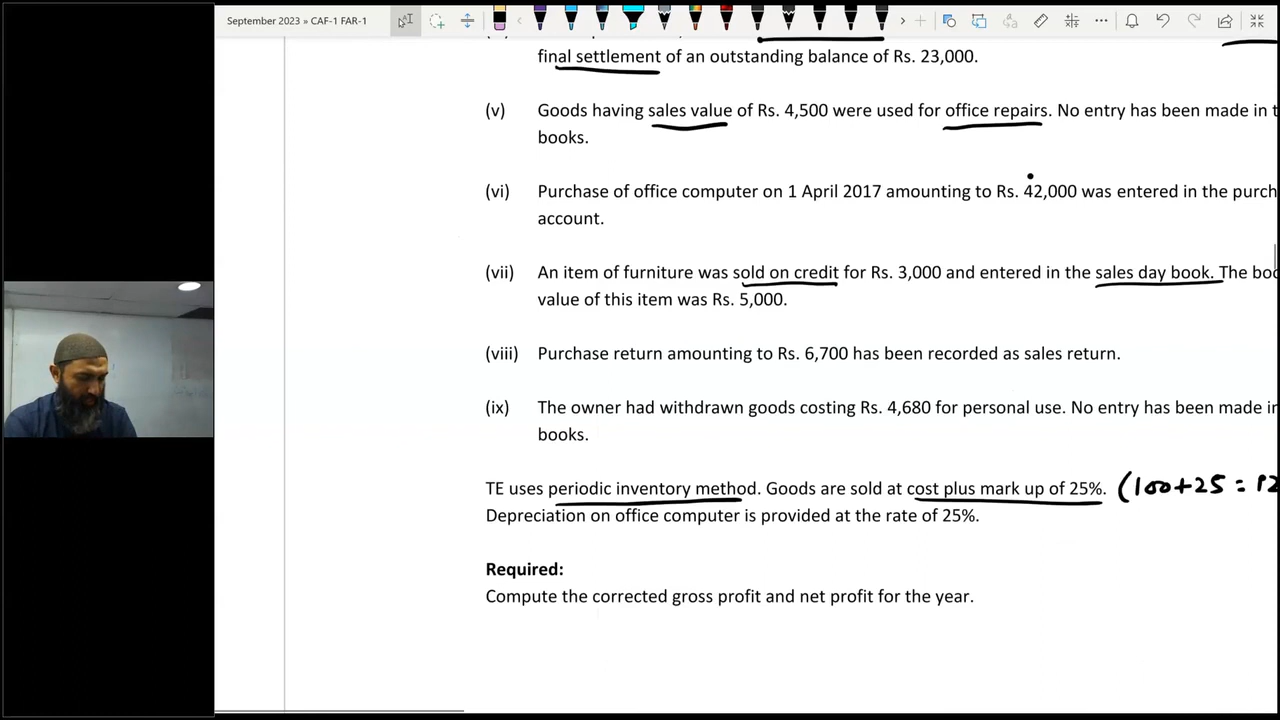 September 2023 » CAF-1 FAR-1
final settlement of an outstanding balance of Rs. 23,000.
(v) Goods having sales value of Rs. 4,500 were used for office repairs. No entry has been made in
books.
(vi) Purchase of office computer on 1 April 2017 amounting to Rs. 42,000 was entered in the
account.
(vii) An item of furniture was sold on credit for Rs. 3,000 and entered in the sales day book. The
value of this item was Rs. 5,000.
(viii) Purchase return amounting to Rs. 6,700 has been recorded as sales return.
(ix) The owner had withdrawn goods costing Rs. 4,680 for personal use. No entry has been made in
books.
TE uses periodic inventory method. Goods are sold at cost plus mark up of 25%. (100+25 =
Depreciation on office computer is provided at the rate of 25%.
Required:
Compute the corrected gross profit and net profit for the year.